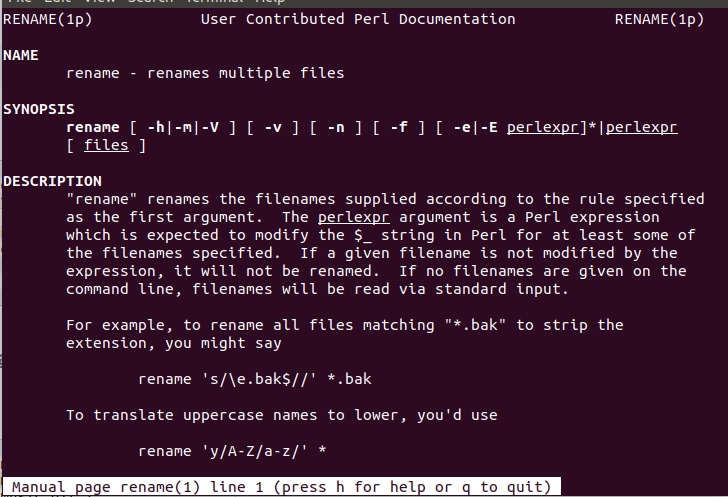 File Edit View Search Terminal Help
RENAME(1p) User Contributed Perl Documentation RENAME(1p)
NAME
rename - renames multiple files
SYNOPSIS
rename [ -h|-m|-V ] [ -v ] [ -n ] [ -f ] [ -e|-E perlexpr]*|perlexpr
[ files ]
DESCRIPTION
"rename" renames the filenames supplied according to the rule specified
as the first argument. The perlexpr argument is a Perl expression
which is expected to modify the $_ string in Perl for at least some of
the filenames specified. If a given filename is not modified by the
expression, it will not be renamed. If no filenames are given on the
command line, filenames will be read via standard input.
For example, to rename all files matching "*.bak" to strip the
extension, you might say
rename 's/\e.bak$//' *.bak
To translate uppercase names to lower, you'd use
rename 'y/A-Z/a-z/' *
Manual page rename(1) line 1 (press h for help or q to quit)